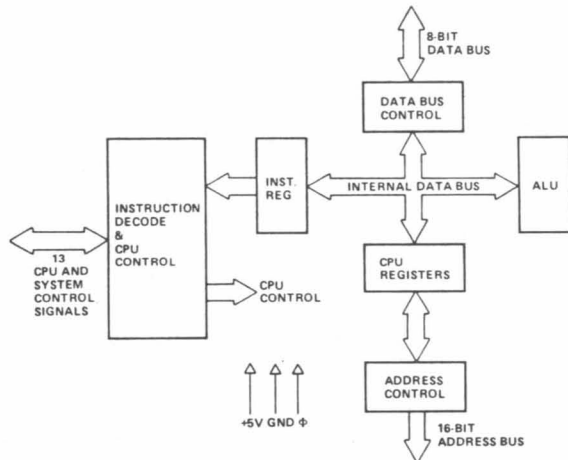 8-BIT
DATA BUS
DATA BUS
CONTROL
INST.
REG
INTERNAL DATA BUS
ALU
INSTRUCTION
DECODE
&
CPU
CONTROL
13
CPU AND
SYSTEM
CONTROL
SIGNALS
CPU
CONTROL
CPU
REGISTERS
ADDRESS
CONTROL
+5V GND Φ
16-BIT
ADDRESS BUS